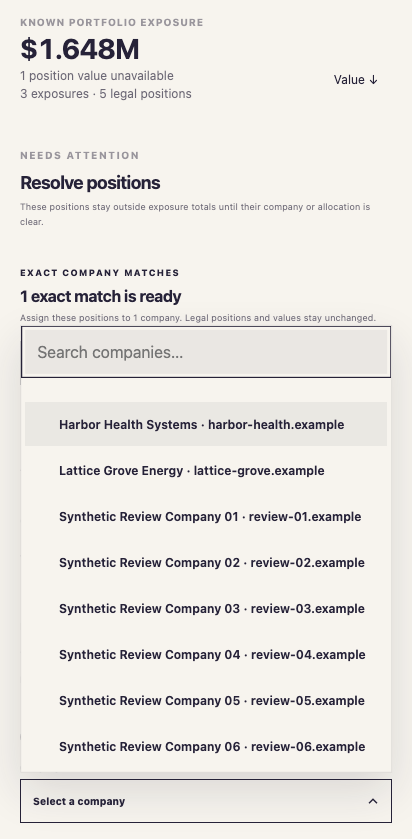 KNOWN PORTFOLIO EXPOSURE
$1.648M
1 position value unavailable
3 exposures · 5 legal positions
Value ↓
NEEDS ATTENTION
Resolve positions
These positions stay outside exposure totals until their company or allocation is
clear.
EXACT COMPANY MATCHES
1 exact match is ready
Assign these positions to 1 company. Legal positions and values stay unchanged.
Search companies...
Harbor Health Systems · harbor-health.example
Lattice Grove Energy · lattice-grove.example
Synthetic Review Company 01 · review-01.example
Synthetic Review Company 02 · review-02.example
Synthetic Review Company 03 · review-03.example
Synthetic Review Company 04 · review-04.example
Synthetic Review Company 05 · review-05.example
Synthetic Review Company 06 · review-06.example
Select a company